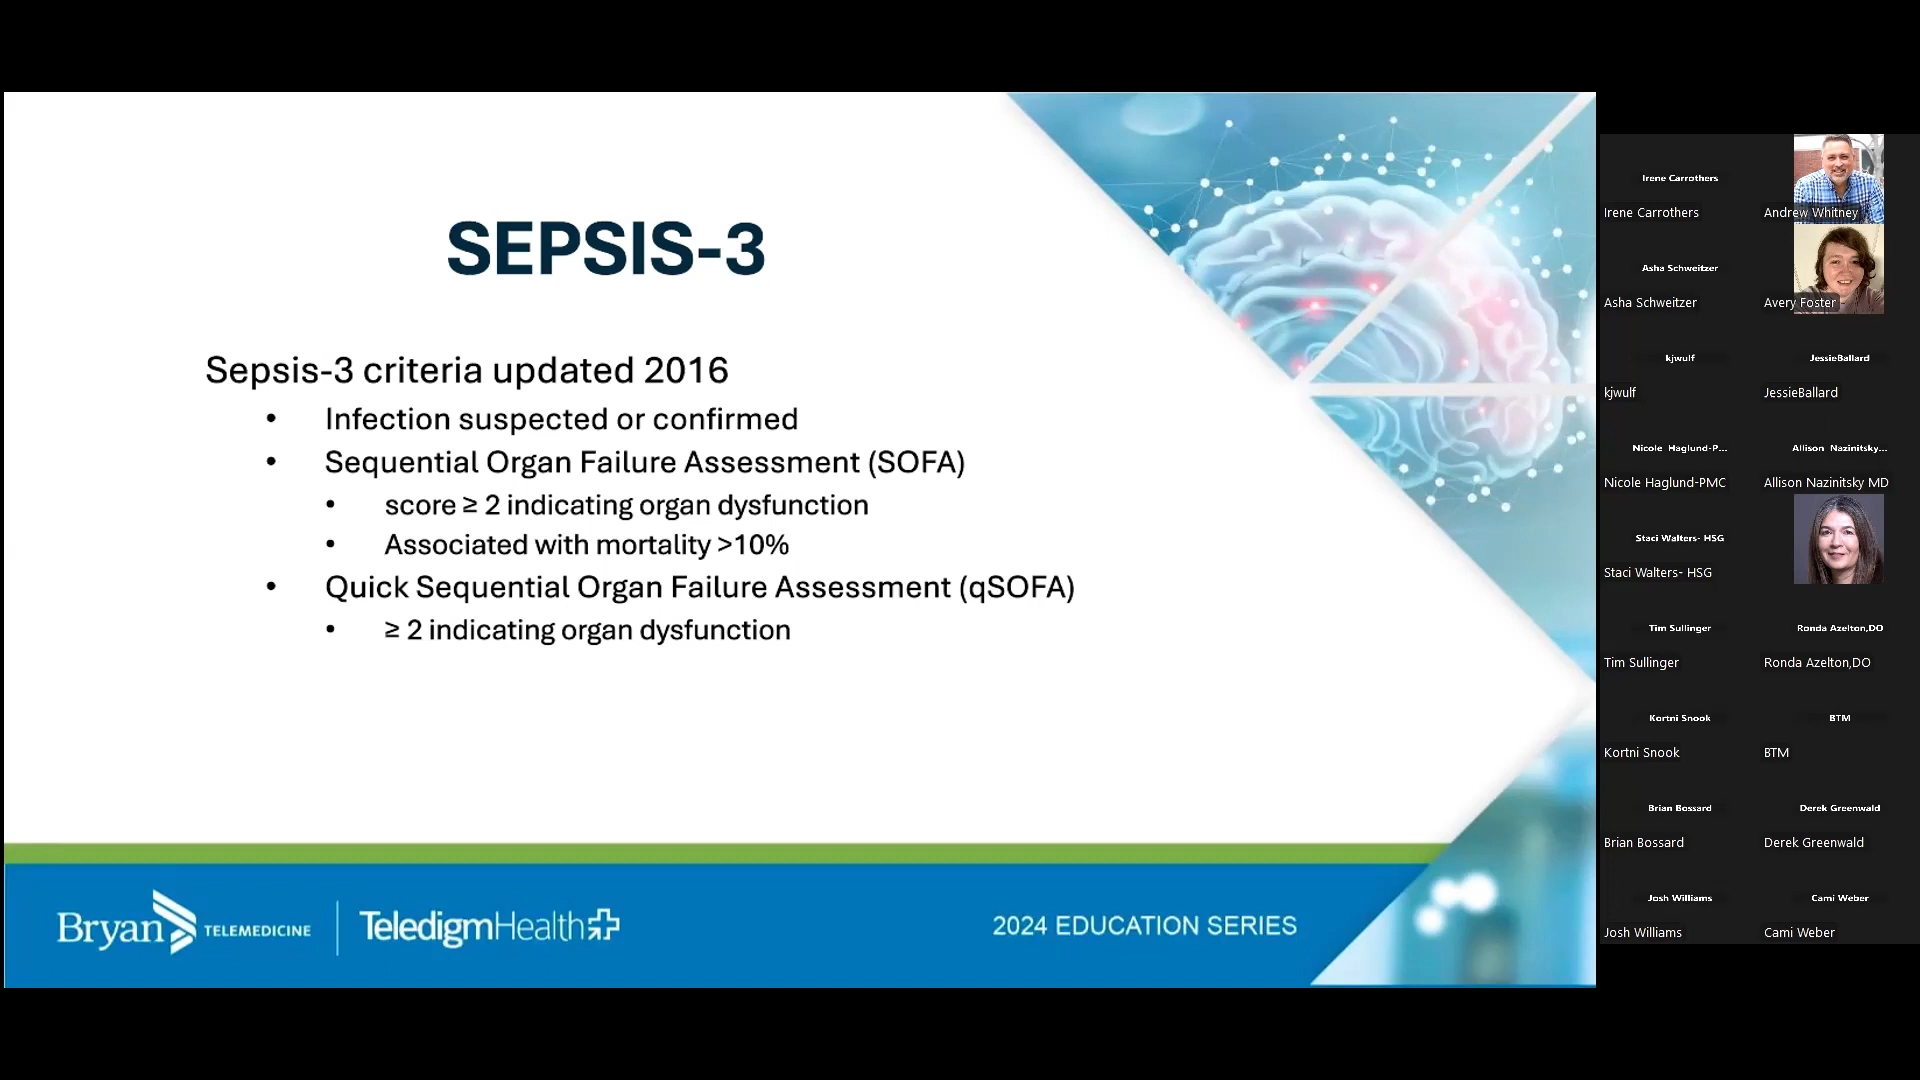 SEPSIS-3
Sepsis-3 criteria updated 2016
• Infection suspected or confirmed
• Sequential Organ Failure Assessment (SOFA)
• score ≥ 2 indicating organ dysfunction
• Associated with mortality >10%
• Quick Sequential Organ Failure Assessment (qSOFA)
• ≥ 2 indicating organ dysfunction
Bryan TELEMEDICINE
TeledigmHealth
2024 EDUCATION SERIES
Irene Carrothers
Irene Carrothers
Andrew Whitney
Asha Schweitzer
Asha Schweitzer
Avery Foster
kjwulf
kjwulf
JessieBallard
JessieBallard
Nicole Haglund-P...
Nicole Haglund-PMC
Allison Nazinitsky...
Allison Nazinitsky MD
Staci Walters- HSG
Staci Walters- HSG
Tim Sullinger
Tim Sullinger
Ronda Azelton,DO
Ronda Azelton,DO
Kortni Snook
Kortni Snook
BTM
BTM
Brian Bossard
Brian Bossard
Derek Greenwald
Derek Greenwald
Josh Williams
Josh Williams
Cami Weber
Cami Weber